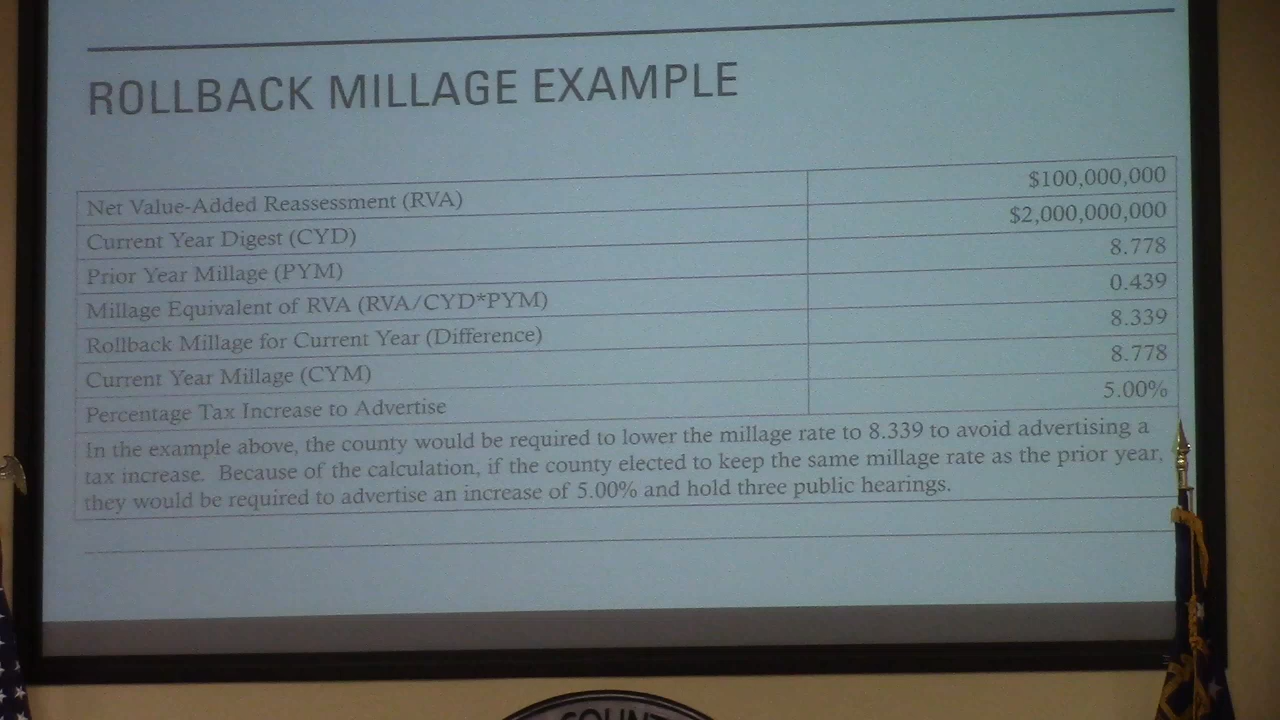 ROLLBACK MILLAGE EXAMPLE
Net Value-Added Reassessment (RVA) $100,000,000
Current Year Digest (CYD) $2,000,000,000
Prior Year Millage (PYM) 8.778
Millage Equivalent of RVA (RVA/CYD*PYM) 0.439
Rollback Millage for Current Year (Difference) 8.339
Current Year Millage (CYM) 8.778
Percentage Tax Increase to Advertise 5.00%
In the example above, the county would be required to lower the millage rate to 8.339 to avoid advertising a
tax increase. Because of the calculation, if the county elected to keep the same millage rate as the prior year,
they would be required to advertise an increase of 5.00% and hold three public hearings.